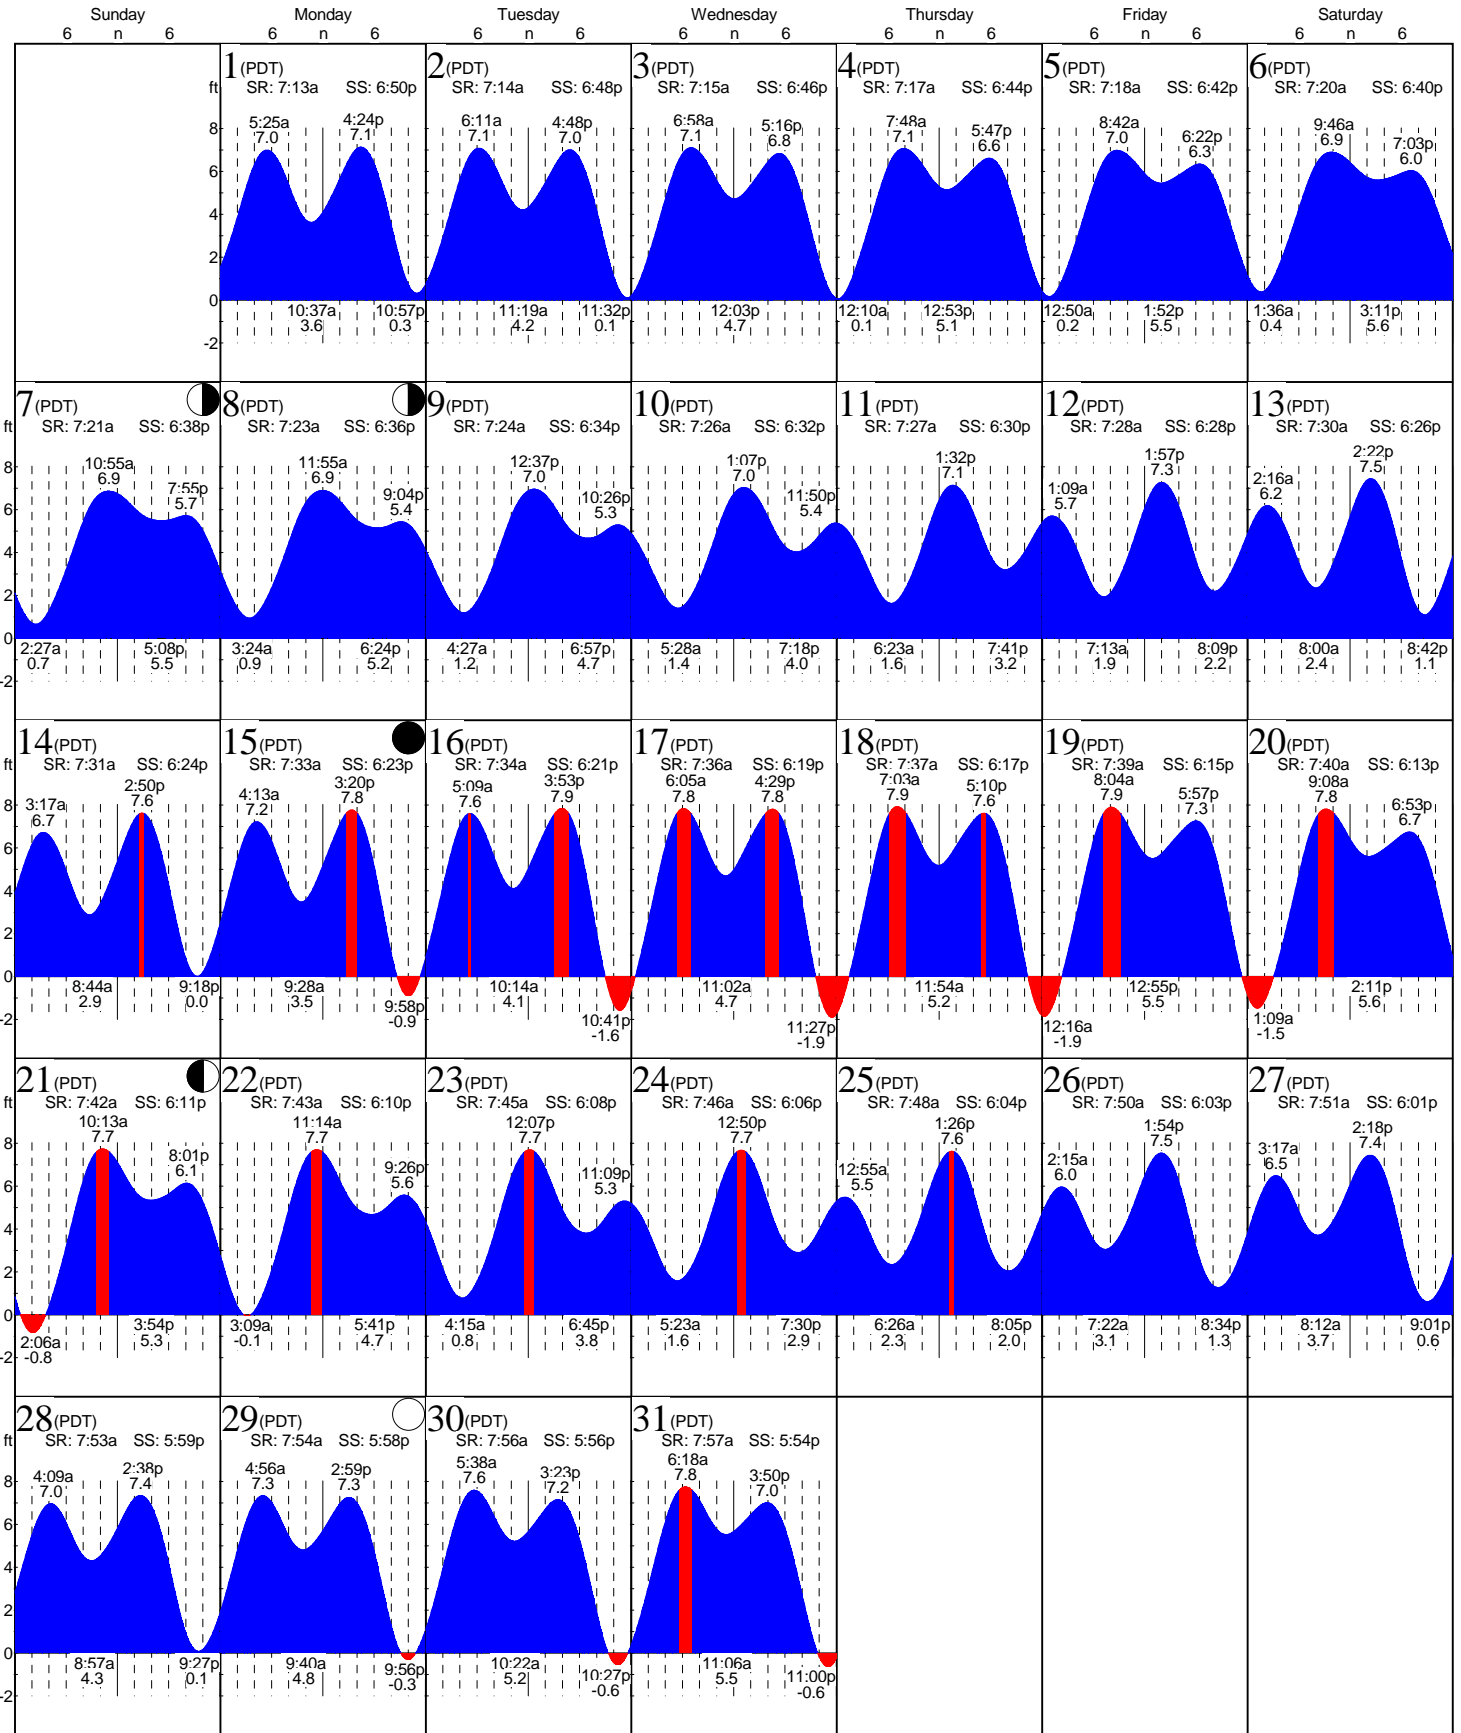 Sunday Monday Tuesday Wednesday Thursday Friday Saturday
6 n 6 6 n 6 6 n 6 6 n 6 6 n 6 6 n 6 6 n 6
1(PDT) 2(PDT) 3(PDT) 4(PDT) 5(PDT) 6(PDT)
ft SR: 7:13a SS: 6:50p SR: 7:14a SS: 6:48p SR: 7:15a SS: 6:46p SR: 7:17a SS: 6:44p SR: 7:18a SS: 6:42p SR: 7:20a SS: 6:40p
5:25a 4:24p 6:11a 4:48p 6:58a 5:16p 7:48a 5:47p 8:42a 6:22p 9:46a 7:03p
7.0 7.1 7.1 7.0 7.1 6.8 7.1 6.6 7.0 6.3 6.9 6.0
8
6
4
2
0
10:37a 10:57p 11:19a 11:32p 12:03p 12:10a 12:53p 12:50a 1:52p 1:36a 3:11p
3.6 0.3 4.2 0.1 4.7 0.1 5.1 0.2 5.5 0.4 5.6
-2
7(PDT) 8(PDT) 9(PDT) 10(PDT) 11(PDT) 12(PDT) 13(PDT)
ft SR: 7:21a SS: 6:38p SR: 7:23a SS: 6:36p SR: 7:24a SS: 6:34p SR: 7:26a SS: 6:32p SR: 7:27a SS: 6:30p SR: 7:28a SS: 6:28p SR: 7:30a SS: 6:26p
10:55a 7:55p 11:55a 9:04p 12:37p 10:26p 1:07p 11:50p 1:32p 1:09a 1:57p 2:16a 2:22p
6.9 5.7 6.9 5.4 7.0 5.3 7.0 5.4 7.1 5.7 7.3 6.2 7.5
8
6
4
2
0
2:27a 5:08p 3:24a 6:24p 4:27a 6:57p 5:28a 7:18p 6:23a 7:41p 7:13a 8:09p 8:00a 8:42p
0.7 5.5 0.9 5.2 1.2 4.7 1.4 4.0 1.6 3.2 1.9 2.2 2.4 1.1
-2
14(PDT) 15(PDT) 16(PDT) 17(PDT) 18(PDT) 19(PDT) 20(PDT)
ft SR: 7:31a SS: 6:24p SR: 7:33a SS: 6:23p SR: 7:34a SS: 6:21p SR: 7:36a SS: 6:19p SR: 7:37a SS: 6:17p SR: 7:39a SS: 6:15p SR: 7:40a SS: 6:13p
3:17a 2:50p 4:13a 3:20p 5:09a 3:53p 6:05a 4:29p 7:03a 5:10p 8:04a 5:57p 9:08a 6:53p
6.7 7.6 7.2 7.8 7.6 7.9 7.8 7.8 7.9 7.6 7.9 7.3 7.8 6.7
8
6
4
2
0
8:44a 9:18p 9:28a 9:58p 10:14a 10:41p 11:02a 11:27p 11:54a 12:16a 12:55p 1:09a 2:11p
2.9 0.0 3.5 -0.9 4.1 -1.6 4.7 -1.9 5.2 -1.9 5.5 -1.5 5.6
-2
21(PDT) 22(PDT) 23(PDT) 24(PDT) 25(PDT) 26(PDT) 27(PDT)
ft SR: 7:42a SS: 6:11p SR: 7:43a SS: 6:10p SR: 7:45a SS: 6:08p SR: 7:46a SS: 6:06p SR: 7:48a SS: 6:04p SR: 7:50a SS: 6:03p SR: 7:51a SS: 6:01p
10:13a 8:01p 11:14a 9:26p 12:07p 11:09p 12:50p 12:55a 1:26p 2:15a 1:54p 3:17a 2:18p
7.7 6.1 7.7 5.6 7.7 5.3 7.7 5.5 7.6 6.0 7.5 6.5 7.4
8
6
4
2
0
2:06a 3:54p 3:09a 5:41p 4:15a 6:45p 5:23a 7:30p 6:26a 8:05p 7:22a 8:34p 8:12a 9:01p
-0.8 5.3 -0.1 4.7 0.8 3.8 1.6 2.9 2.3 2.0 3.1 1.3 3.7 0.6
-2
28(PDT) 29(PDT) 30(PDT) 31(PDT)
ft SR: 7:53a SS: 5:59p SR: 7:54a SS: 5:58p SR: 7:56a SS: 5:56p SR: 7:57a SS: 5:54p
4:09a 2:38p 4:56a 2:59p 5:38a 3:23p 6:18a 3:50p
7.0 7.4 7.3 7.3 7.6 7.2 7.8 7.0
8
6
4
2
0
8:57a 9:27p 9:40a 9:56p 10:22a 10:27p 11:06a 11:00p
4.3 0.1 4.8 -0.3 5.2 -0.6 5.5 -0.6
-2